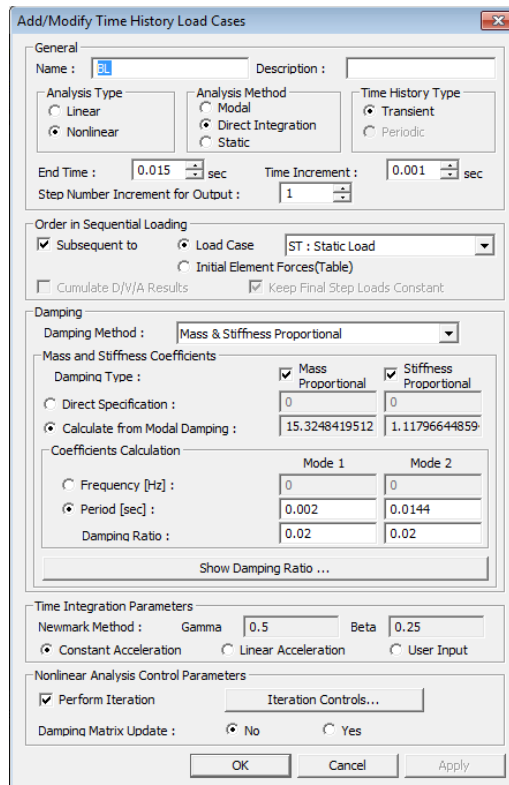 Add/Modify Time History Load Cases
General
Name : BL Description :
Analysis Type
Linear
Nonlinear
Analysis Method
Modal
Direct Integration
Static
Time History Type
Transient
Periodic
End Time : 0.015 sec Time Increment : 0.001 sec
Step Number Increment for Output : 1
Order in Sequential Loading
Subsequent to Load Case ST : Static Load
Initial Element Forces(Table)
Cumulate D/V/A Results Keep Final Step Loads Constant
Damping
Damping Method : Mass & Stiffness Proportional
Mass and Stiffness Coefficients
Damping Type : Mass Proportional Stiffness Proportional
Direct Specification : 0 0
Calculate from Modal Damping : 15.3248419512 1.11796644859
Coefficients Calculation
Mode 1 Mode 2
Frequency [Hz] : 0 0
Period [sec] : 0.002 0.0144
Damping Ratio : 0.02 0.02
Show Damping Ratio ...
Time Integration Parameters
Newmark Method : Gamma 0.5 Beta 0.25
Constant Acceleration Linear Acceleration User Input
Nonlinear Analysis Control Parameters
Perform Iteration Iteration Controls...
Damping Matrix Update : No Yes
OK Cancel Apply